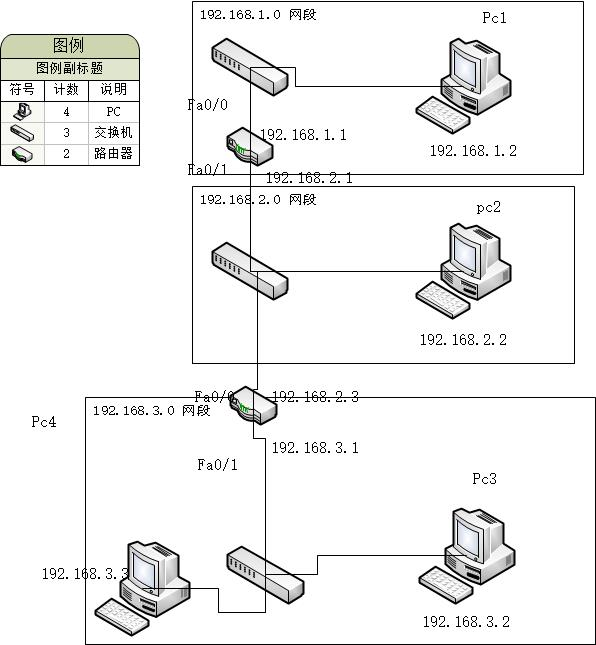 图例
图例副标题
符号 计数 说明
4 PC
3 交换机
2 路由器
192.168.1.0 网段
Pc1
Fa0/0
192.168.1.1
192.168.1.2
Fa0/1
192.168.2.1
192.168.2.0 网段
pc2
192.168.2.2
Fa0/0
192.168.2.3
192.168.3.0 网段
Pc4
192.168.3.1
Fa0/1
Pc3
192.168.3.3
192.168.3.2